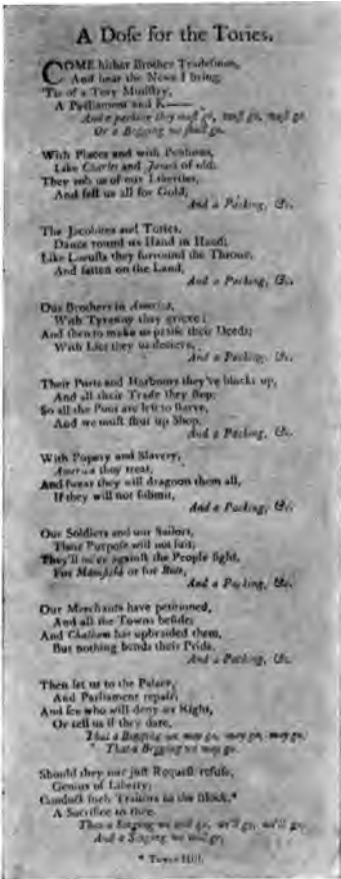 A Dose for the Tories.
COME hither Brother Tradesmen,
And hear the News I bring;
'Tis of a Tory Ministry,
A Parliament and K——
And a packing they must go, must go, must go,
Or a Begging we shall go.
With Places and with Pensions,
Like Charles and James of old;
They rob us of our Liberties,
And sell us all for Gold;
And a Packing, &c.
The Jacobites and Tories,
Dance round us Hand in Hand;
Like Locusts they surround the Throne,
And fatten on the Land,
And a Packing, &c.
Our Brothers in America,
With Tyranny they grieve;
And then to make us praise their Deeds;
With Lies they us deceive,
And a Packing, &c.
Their Ports and Harbours they've block'd up,
And all their Trade they stop;
So all the Poor are left to starve,
And we must shut up Shop,
And a Packing, &c.
With Popery and Slavery,
America they treat,
And swear they will dragoon them all,
If they will not submit,
And a Packing, &c.
Our Soldiers and our Sailors,
Their Purpose will not suit;
They'll ne'er against the People fight,
For Mansfield or for Bute,
And a Packing, &c.
Our Merchants have petitioned,
And all the Towns beside;
And Chatham has upbraided them,
But nothing bends their Pride.
And a Packing, &c.
Then let us to the Palace,
And Parliament repair;
And see who will deny us Right,
Or tell us if they dare,
That a Begging we may go, may go, may go,
That a Begging we may go.
Should they our just Request refuse,
Genius of Liberty;
Conduct such Traitors to the Block,*
A Sacrifice to thee.
Then a Singing we will go, we'll go, we'll go,
And a Singing we will go,
* Tower Hill.